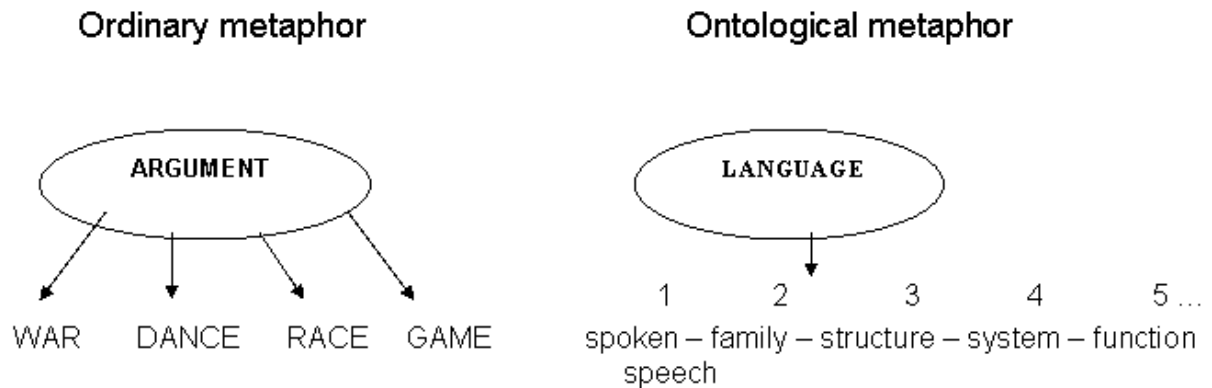 Ordinary metaphor
Ontological metaphor
ARGUMENT
LANGUAGE
WAR DANCE RACE GAME
1 2 3 4 5 ...
spoken – family – structure – system – function
speech